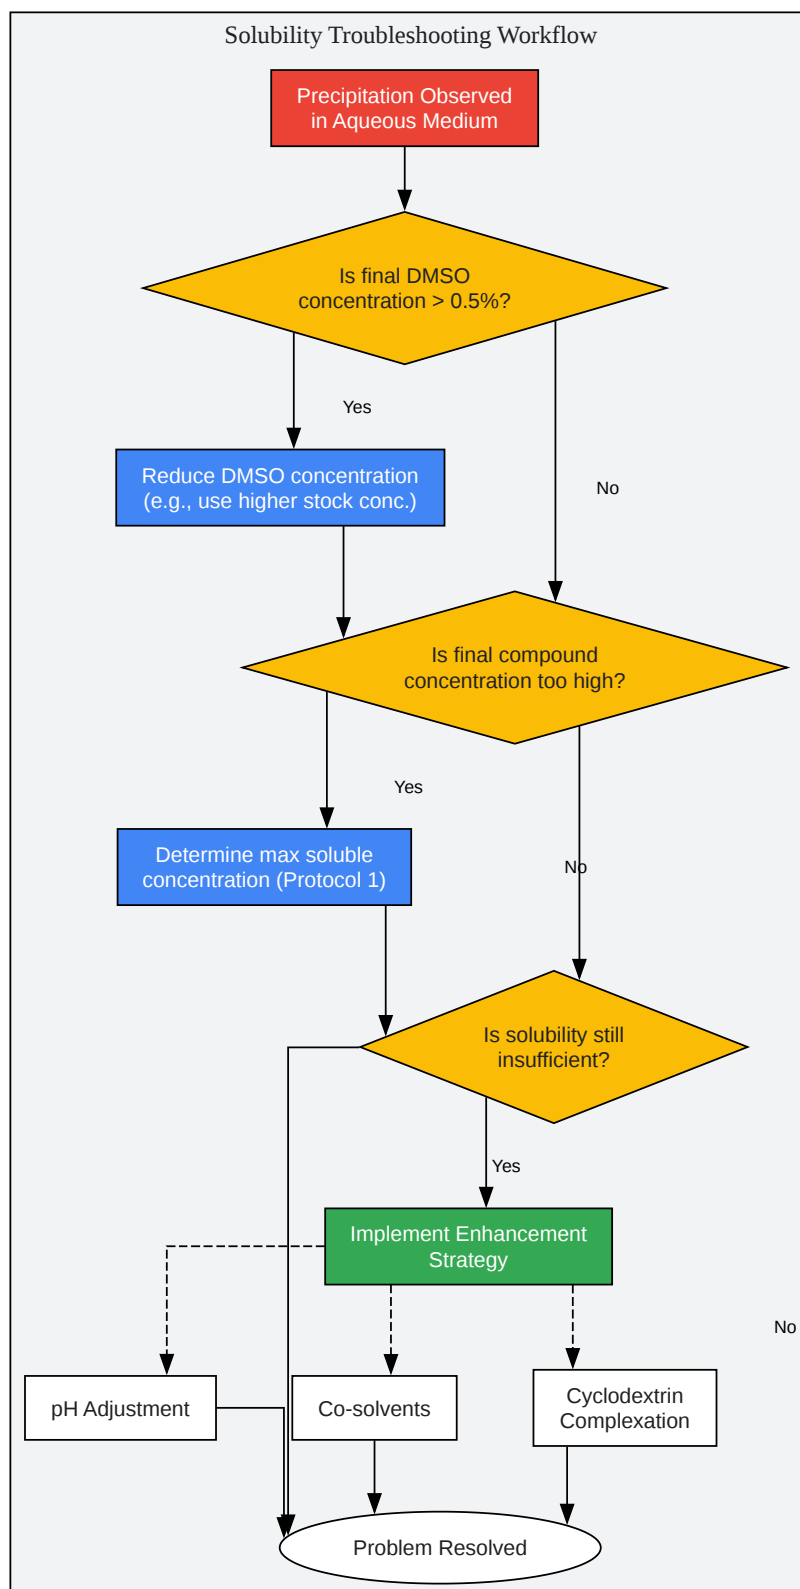 Solubility Troubleshooting Workflow
Precipitation Observed
in Aqueous Medium
Is final DMSO
concentration > 0.5%?
Yes
Reduce DMSO concentration
(e.g., use higher stock conc.)
No
Is final compound
concentration too high?
Yes
Determine max soluble
concentration (Protocol 1)
No
Is solubility still
insufficient?
Yes
Implement Enhancement
Strategy
No
pH Adjustment
Co-solvents
Cyclodextrin
Complexation
Problem Resolved